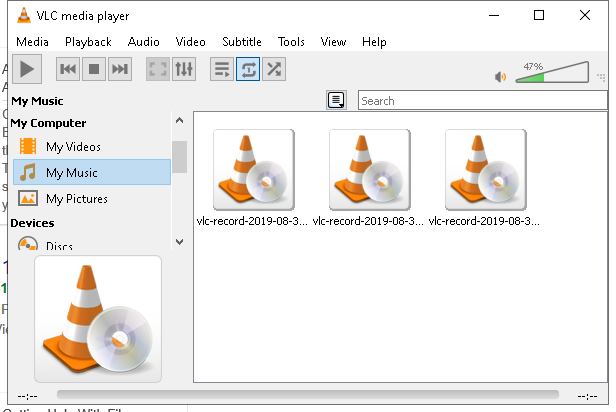 VLC media player
Media Playback Audio Video Subtitle Tools View Help
47%
My Music
Search
My Computer
My Videos
My Music
My Pictures
Devices
Discs
vlc-record-2019-08-3... vlc-record-2019-08-3... vlc-record-2019-08-3...
--:-- --:--